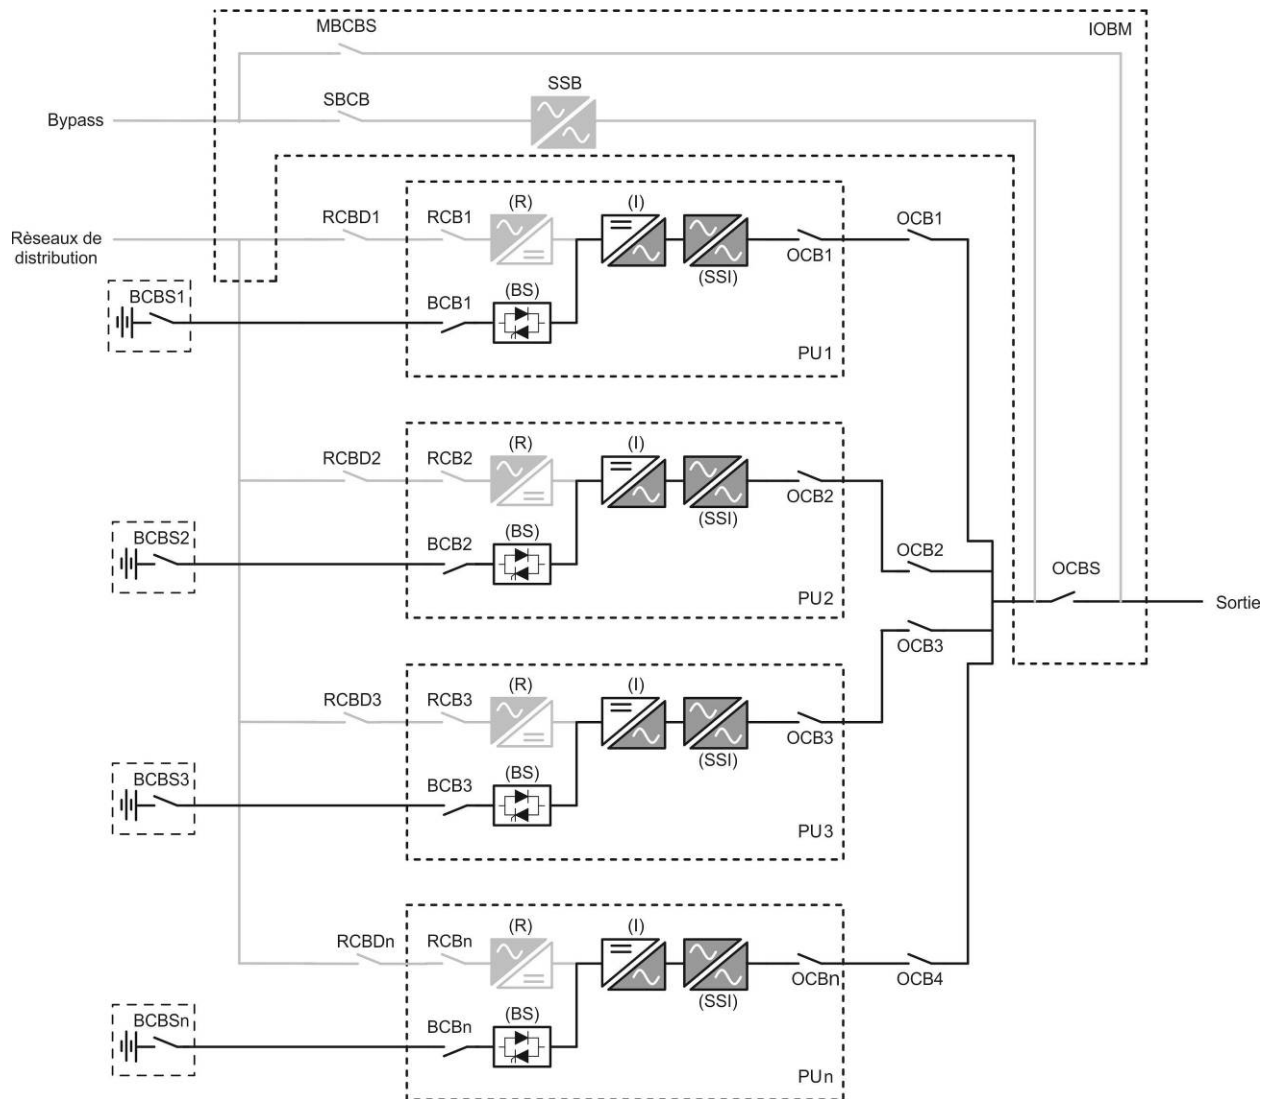 MBCBS
IOBM
SSB
SBCB
Bypass
(R)
(I)
RCBD1
RCB1
OCB1
Rèseaux de
distribution
OCB1
(SSI)
BCBS1
BCB1
(BS)
PU1
(R)
(I)
RCBD2
RCB2
OCB2
(SSI)
BCBS2
BCB2
(BS)
OCB2
PU2
OCBS
Sortie
OCB3
(R)
(I)
RCBD3
RCB3
OCB3
(SSI)
BCBS3
BCB3
(BS)
PU3
(R)
(I)
RCBDn
RCBn
OCBn
OCB4
(SSI)
BCBSn
BCBn
(BS)
PUn